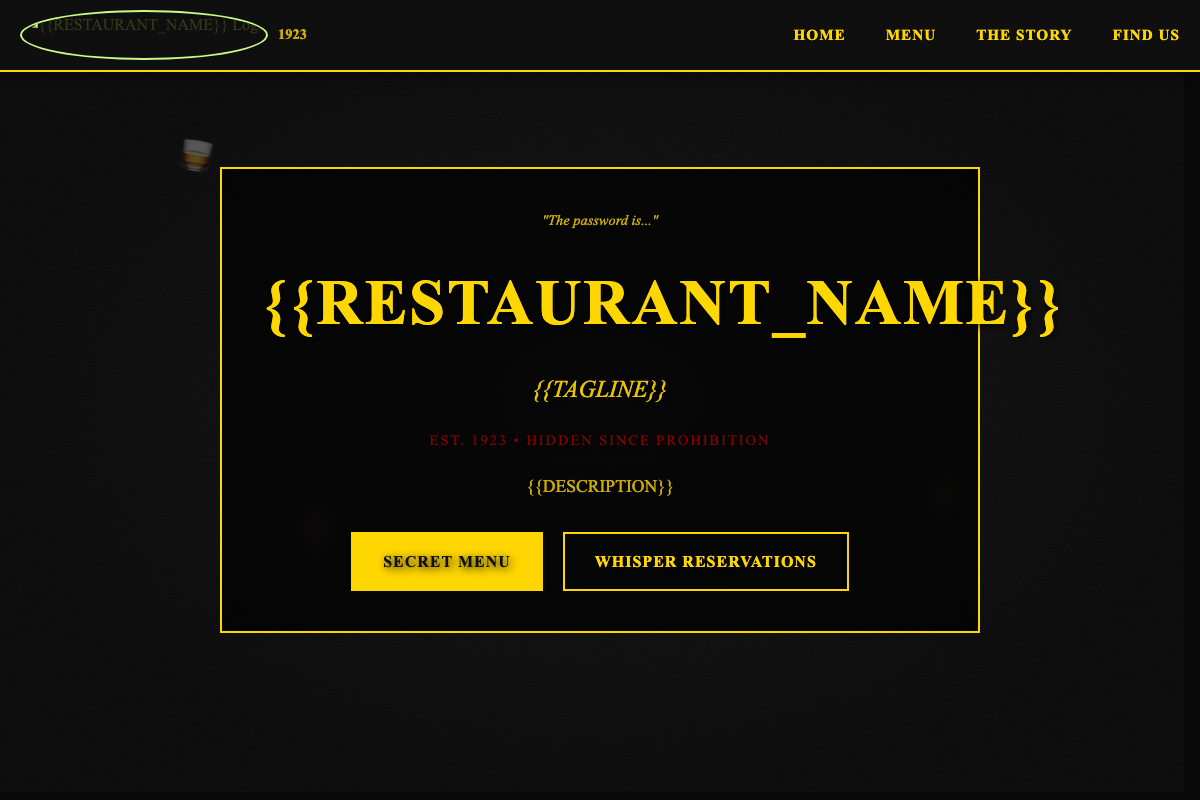 {{RESTAURANT_NAME}} Log
1923
HOME
MENU
THE STORY
FIND US
"The password is..."
{{RESTAURANT_NAME}}
{{TAGLINE}}
EST. 1923 • HIDDEN SINCE PROHIBITION
{{DESCRIPTION}}
SECRET MENU
WHISPER RESERVATIONS